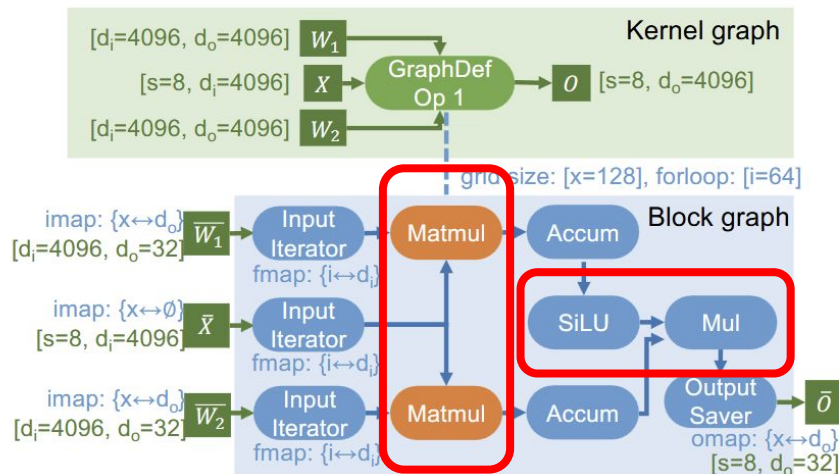 Kernel graph
[dᵢ=4096, dₒ=4096] W₁
[s=8, dᵢ=4096] X
GraphDef
Op 1
O [s=8, dₒ=4096]
[dᵢ=4096, dₒ=4096] W₂
grid size: [x=128], forloop: [i=64]
Block graph
imap: {x↔dₒ}
[dᵢ=4096, dₒ=32]
W̅₁
Input
Iterator
fmap: {i↔dᵢ}
Matmul
Accum
imap: {x↔∅}
[s=8, dᵢ=4096]
X̄
Input
Iterator
fmap: {i↔dᵢ}
SiLU
Mul
imap: {x↔dₒ}
[dᵢ=4096, dₒ=32]
W̅₂
Input
Iterator
fmap: {i↔dᵢ}
Matmul
Accum
Output
Saver
Ō
omap: {x↔dₒ}
[s=8, dₒ=32]